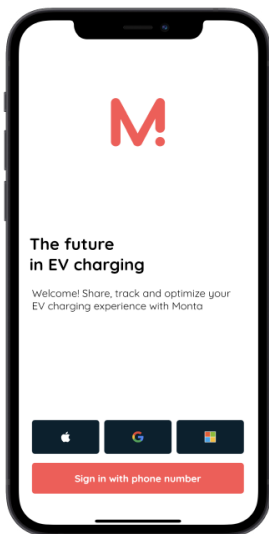 M!
The future
in EV charging
Welcome! Share, track and optimize your
EV charging experience with Monta
G
Sign in with phone number